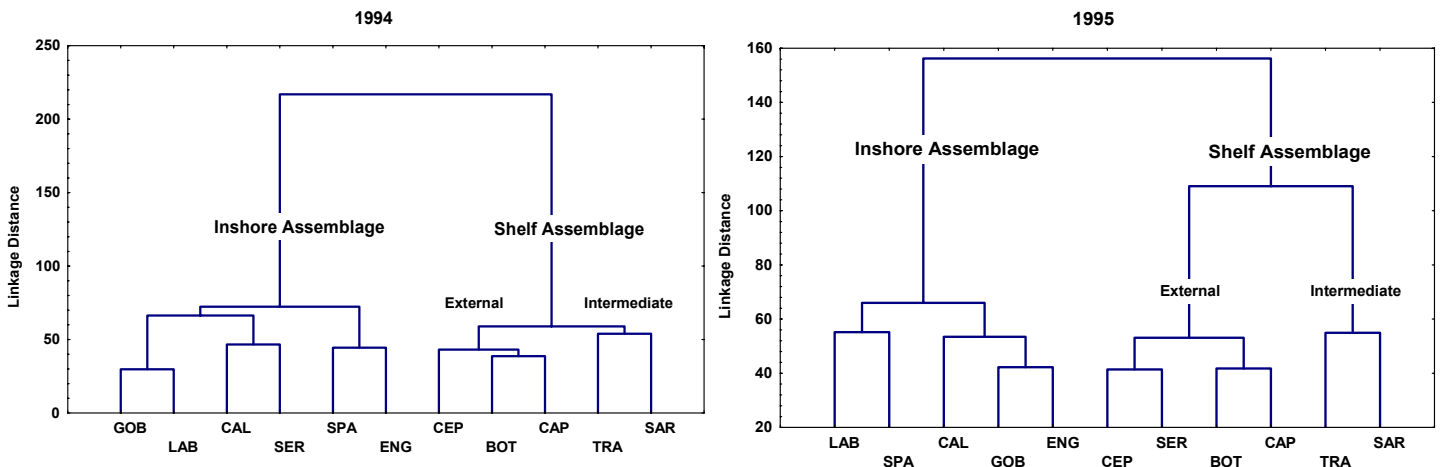 1994
250
200
150
100
50
0
Linkage Distance
Inshore Assemblage
Shelf Assemblage
External
Intermediate
GOB
LAB
CAL
SER
SPA
ENG
CEP
BOT
CAP
TRA
SAR
1995
160
140
120
100
80
60
40
20
Linkage Distance
Inshore Assemblage
Shelf Assemblage
External
Intermediate
LAB
SPA
CAL
GOB
ENG
CEP
SER
BOT
CAP
TRA
SAR